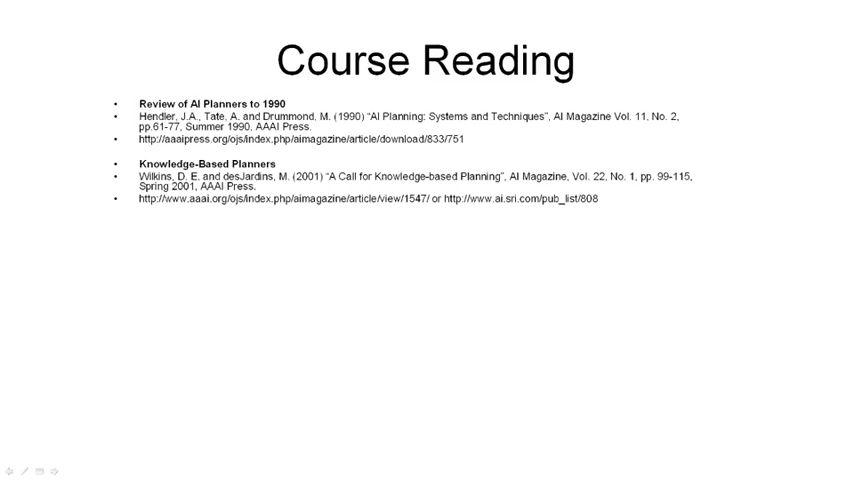 Course Reading
• Review of AI Planners to 1990
• Hendler, J.A., Tate, A. and Drummond, M. (1990) “AI Planning: Systems and Techniques”, AI Magazine Vol. 11, No. 2,
pp.61-77, Summer 1990, AAAI Press.
• http://aaaipress.org/ojs/index.php/aimagazine/article/download/833/751
• Knowledge-Based Planners
• Wilkins, D. E. and desJardins, M. (2001) “A Call for Knowledge-based Planning”, AI Magazine, Vol. 22, No. 1, pp. 99-115,
Spring 2001, AAAI Press.
• http://www.aaai.org/ojs/index.php/aimagazine/article/view/1547/ or http://www.ai.sri.com/pub_list/808